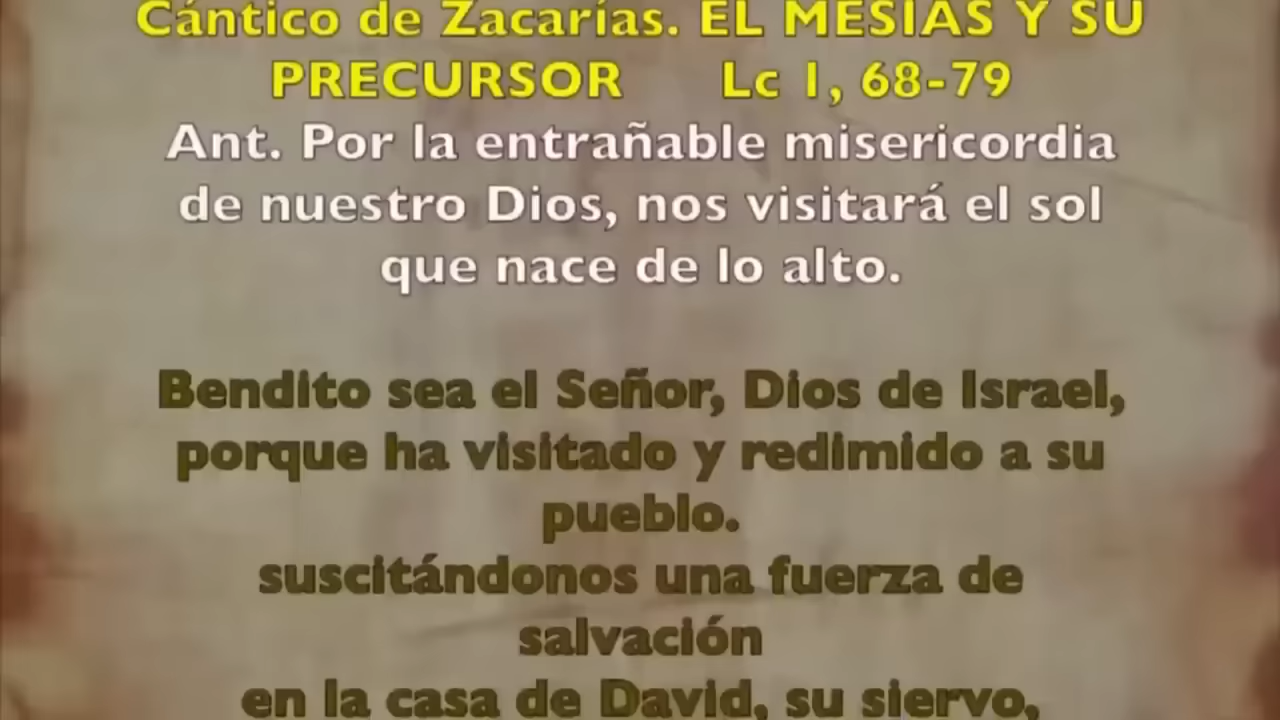 Cántico de Zacarías. EL MESÍAS Y SU
PRECURSOR Lc 1, 68-79
Ant. Por la entrañable misericordia
de nuestro Dios, nos visitará el sol
que nace de lo alto.
Bendito sea el Señor, Dios de Israel,
porque ha visitado y redimido a su
pueblo.
suscitándonos una fuerza de
salvación
en la casa de David, su siervo,